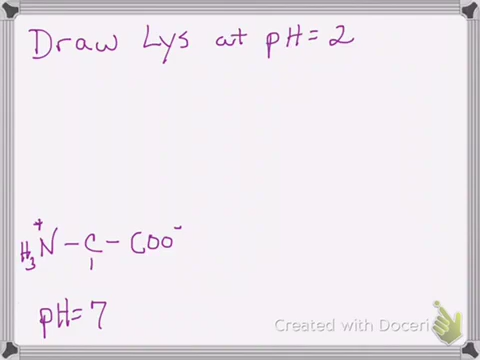 Draw Lys at pH=2
H₃N⁺ – C – COO⁻
pH=7
Created with Doceri